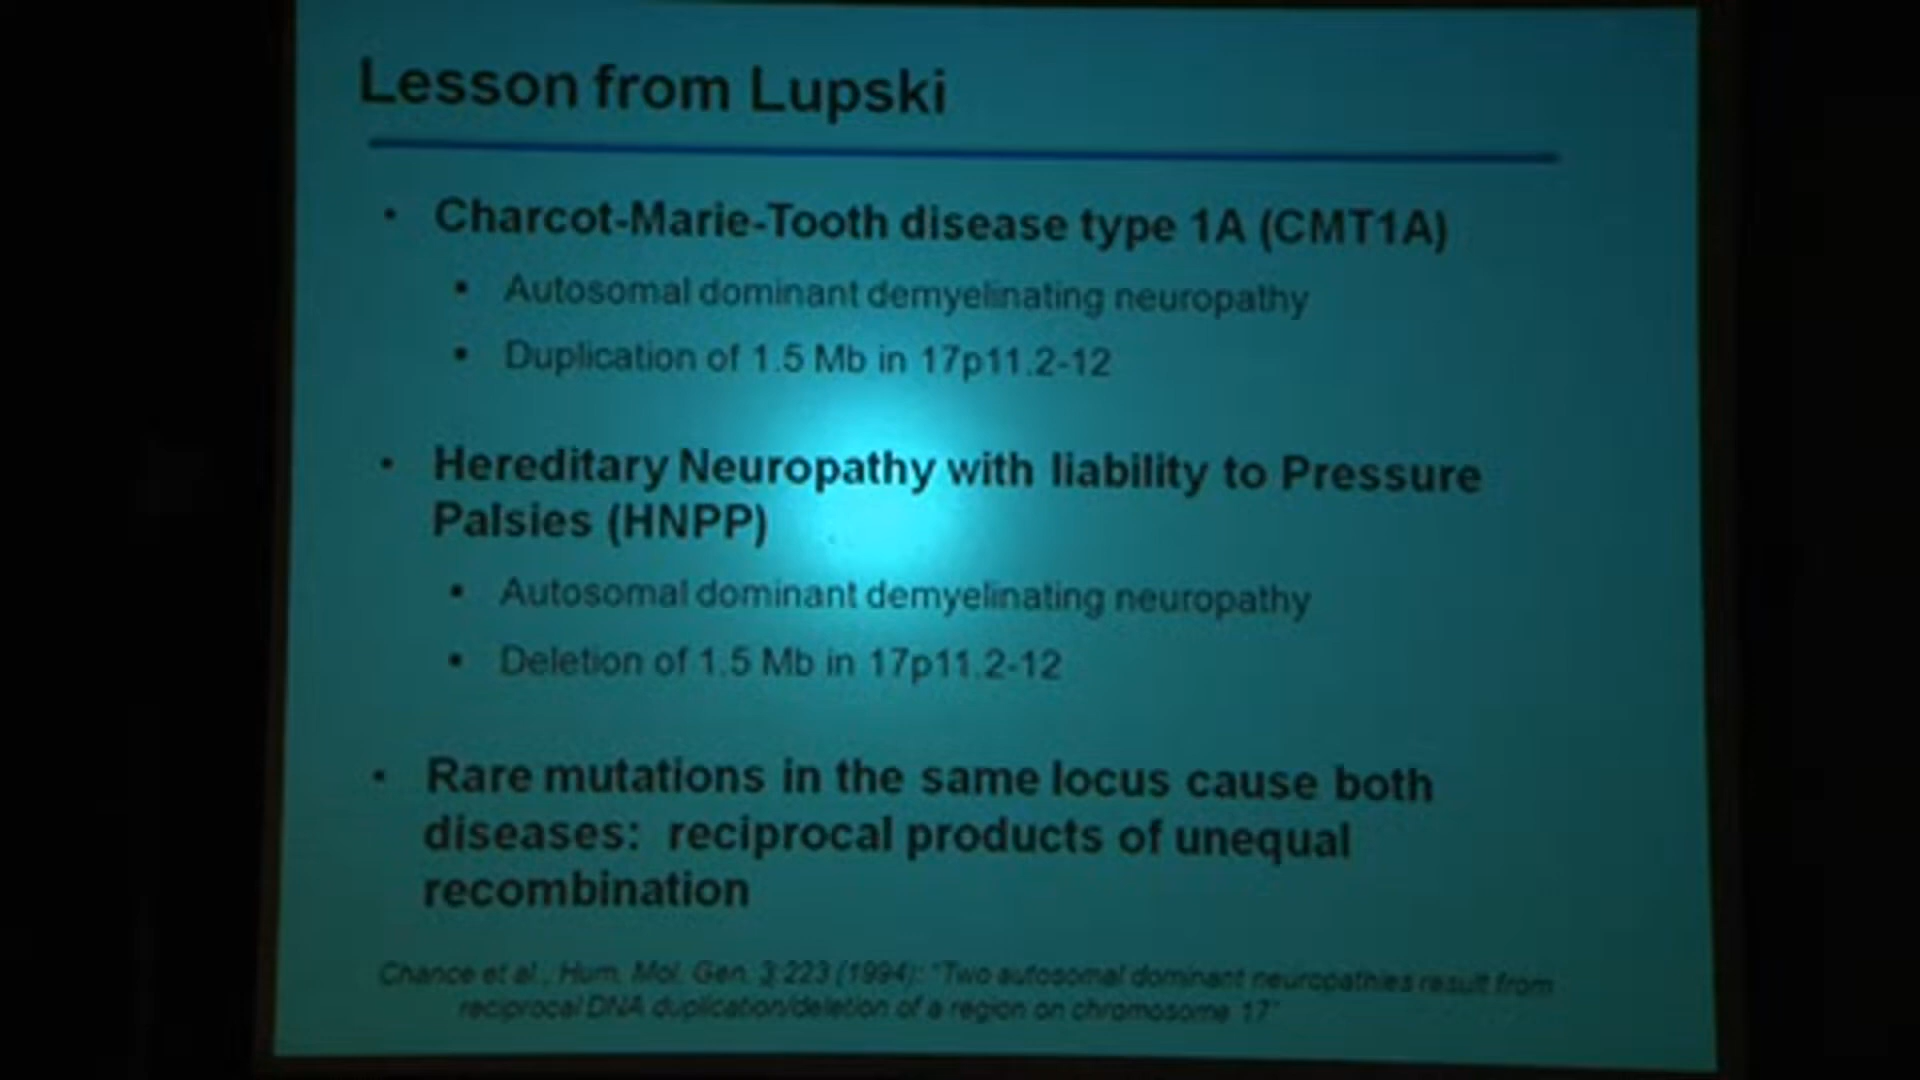 Lesson from Lupski
• Charcot-Marie-Tooth disease type 1A (CMT1A)
▪ Autosomal dominant demyelinating neuropathy
▪ Duplication of 1.5 Mb in 17p11.2-12
• Hereditary Neuropathy with liability to Pressure
Palsies (HNPP)
▪ Autosomal dominant demyelinating neuropathy
▪ Deletion of 1.5 Mb in 17p11.2-12
• Rare mutations in the same locus cause both
diseases: reciprocal products of unequal
recombination
Chance et al., Hum. Mol. Gen. 3:223 (1994): "Two autosomal dominant neuropathies result from
reciprocal DNA duplication/deletion of a region on chromosome 17"